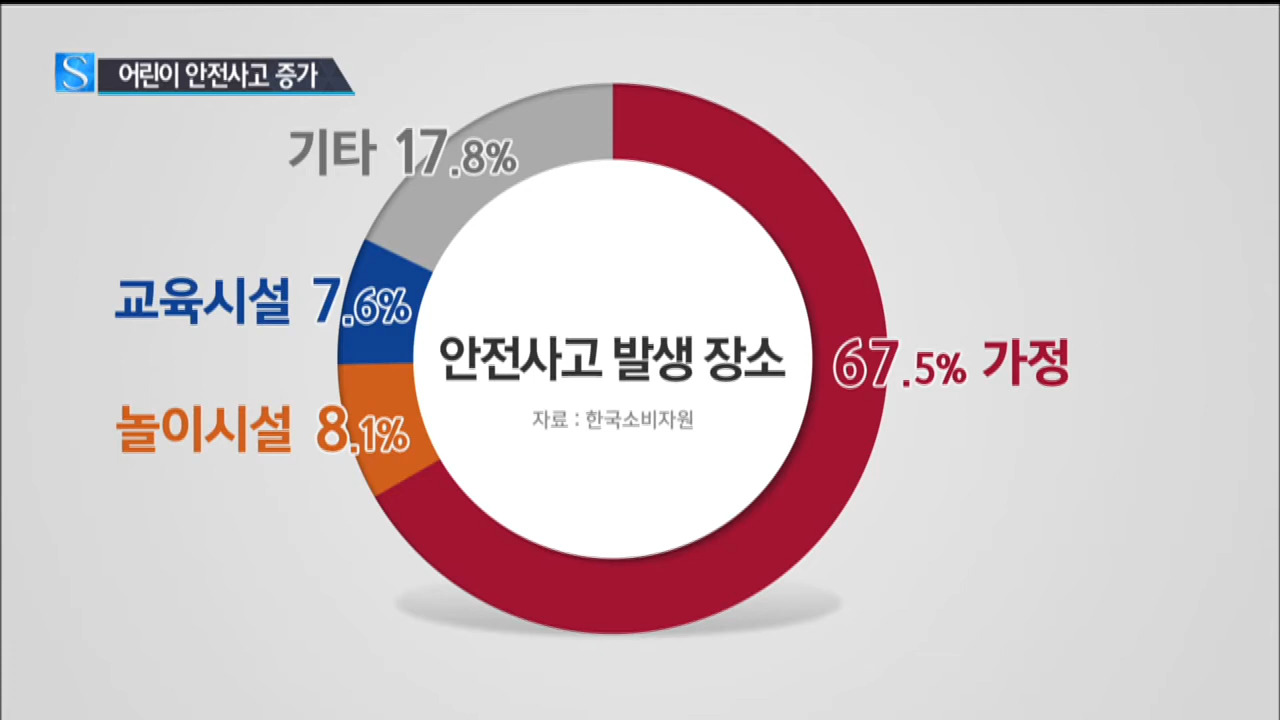 S 어린이 안전사고 증가
기타 17.8%
교육시설 7.6%
놀이시설 8.1%
안전사고 발생 장소
자료 : 한국소비자원
67.5% 가정